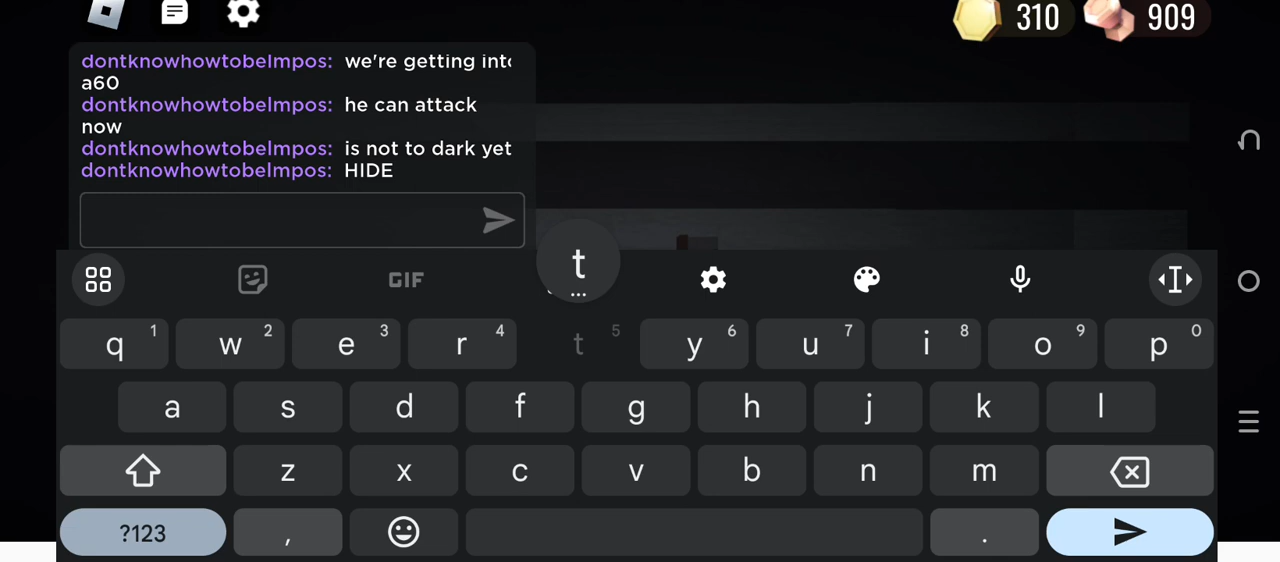 310 909
dontknowhowtobeImpos: we're getting into
a60
dontknowhowtobeImpos: he can attack
now
dontknowhowtobeImpos: is not to dark yet
dontknowhowtobeImpos: HIDE
t
GIF
q 1 w 2 e 3 r 4 t 5 y 6 u 7 i 8 o 9 p 0
a s d f g h j k l
z x c v b n m
?123 , .